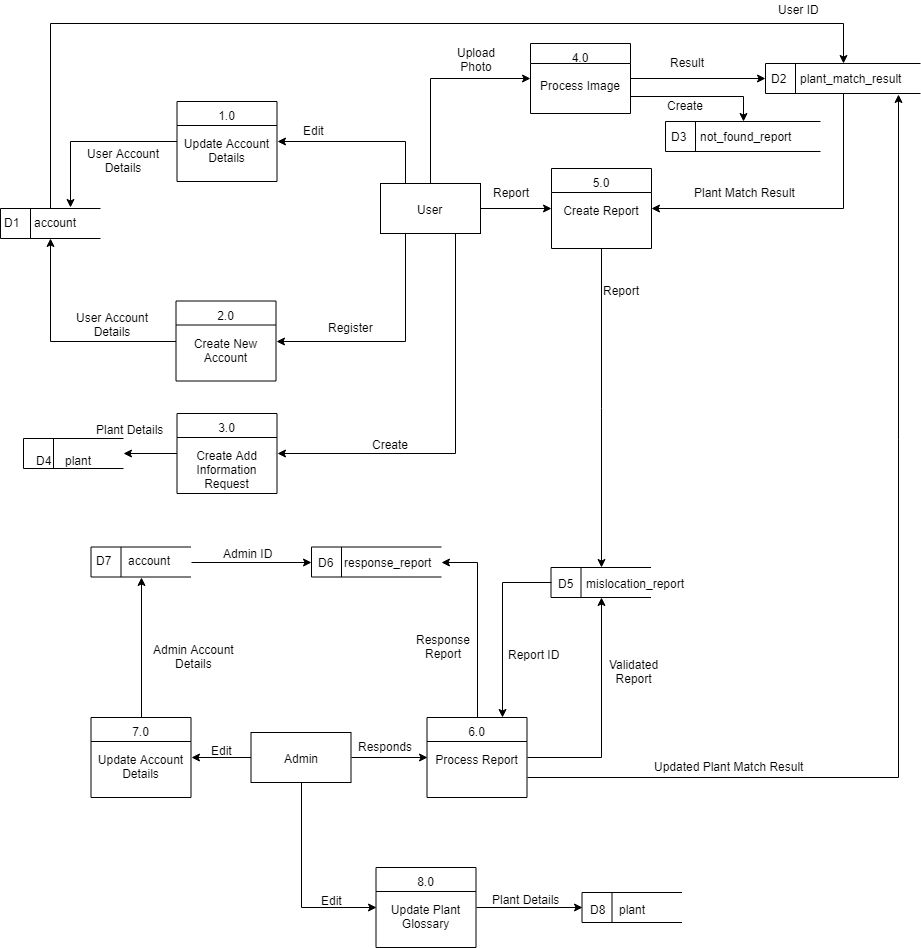 User ID
Upload
Photo
4.0
Process Image
Result
D2
plant_match_result
Create
D3
not_found_report
1.0
Update Account
Details
Edit
User Account
Details
5.0
Create Report
Report
Plant Match Result
User
D1
account
Report
2.0
Create New
Account
User Account
Details
Register
3.0
Create Add
Information
Request
Plant Details
Create
D4
plant
D7
account
Admin ID
D6
response_report
D5
mislocation_report
Admin Account
Details
Response
Report
Report ID
Validated
Report
7.0
Update Account
Details
Edit
Admin
Responds
6.0
Process Report
Updated Plant Match Result
8.0
Update Plant
Glossary
Edit
Plant Details
D8
plant